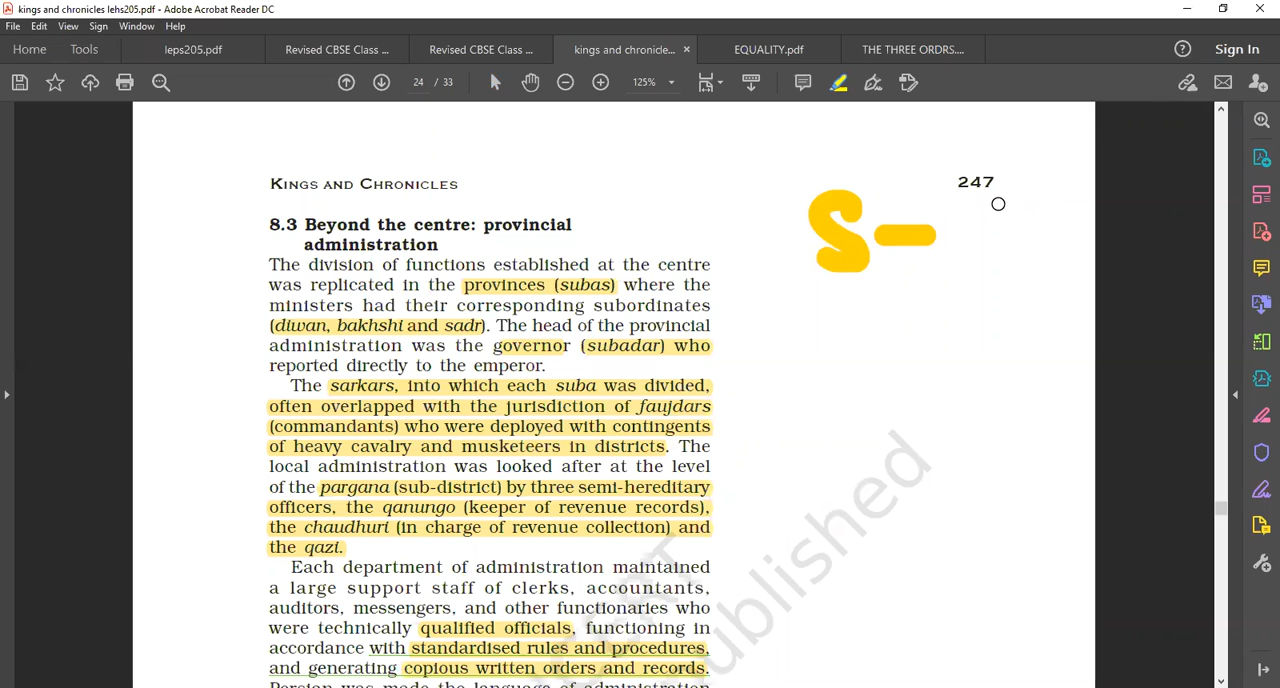 kings and chronicles lehs205.pdf - Adobe Acrobat Reader DC
File Edit View Sign Window Help
Home Tools leps205.pdf Revised CBSE Class ... Revised CBSE Class ... kings and chronicle... × EQUALITY.pdf THE THREE ORDRS.... Sign In
24 / 33 125%
KINGS AND CHRONICLES 247
S-
8.3 Beyond the centre: provincial
administration
The division of functions established at the centre
was replicated in the provinces (subas) where the
ministers had their corresponding subordinates
(diwan, bakhshi and sadr). The head of the provincial
administration was the governor (subadar) who
reported directly to the emperor.
The sarkars, into which each suba was divided,
often overlapped with the jurisdiction of faujdars
(commandants) who were deployed with contingents
of heavy cavalry and musketeers in districts. The
local administration was looked after at the level
of the pargana (sub-district) by three semi-hereditary
officers, the qanungo (keeper of revenue records),
the chaudhuri (in charge of revenue collection) and
the qazi.
Each department of administration maintained
a large support staff of clerks, accountants,
auditors, messengers, and other functionaries who
were technically qualified officials, functioning in
accordance with standardised rules and procedures,
and generating copious written orders and records.
Persian was made the language of administration